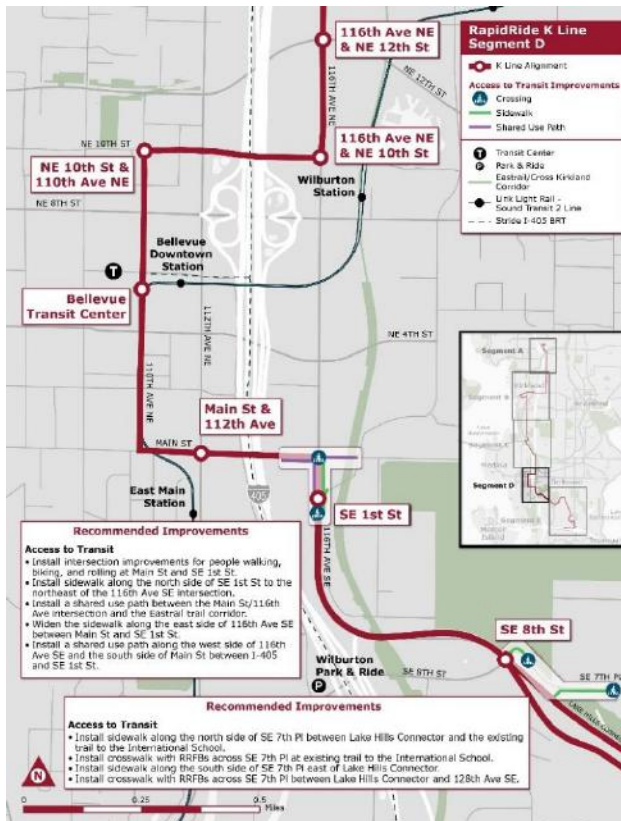 RapidRide K Line
Segment D
K Line Alignment
Access to Transit Improvements
Crossing
Sidewalk
Shared Use Path
T Transit Center
P Park & Ride
Eastrail/Cross Kirkland
Corridor
Link Light Rail -
Sound Transit 2 Line
Stride I-405 BRT
116th Ave NE
& NE 12th St
116TH AVE NE
NE 12TH ST
116th Ave NE
& NE 10th St
NE 10TH ST
NE 10th St &
110th Ave NE
Wilburton
Station
NE 8TH ST
Bellevue
Downtown
Station
T
Bellevue
Transit Center
112TH AVE NE
NE 4TH ST
110TH AVE NE
Main St &
112th Ave
MAIN ST
East Main
Station
405
SE 1st St
116TH AVE SE
Segment A
Kirkland
Segment B
Segment D
Recommended Improvements
Access to Transit
• Install intersection improvements for people walking,
biking, and rolling at Main St and SE 1st St.
• Install sidewalk along the north side of SE 1st St to the
northeast of the 116th Ave SE intersection.
• Install a shared use path between the Main St/116th
Ave intersection and the Eastrail trail corridor.
• Widen the sidewalk along the east side of 116th Ave SE
between Main St and SE 1st St.
• Install a shared use path along the west side of 116th
Ave SE and the south side of Main St between I-405
and SE 1st St.
SE 8th St
Wilburton
Park & Ride
P
SE 8TH ST
SE 7TH PL
LAKE HILLS CONNECTOR
Recommended Improvements
Access to Transit
• Install sidewalk along the north side of SE 7th Pl between Lake Hills Connector and the existing
trail to the International School.
• Install crosswalk with RRFBs across SE 7th Pl at existing trail to the International School.
• Install sidewalk along the south side of SE 7th Pl east of Lake Hills Connector.
• Install crosswalk with RRFBs across SE 7th Pl between Lake Hills Connector and 128th Ave SE.
N
0 0.25 0.5
Miles